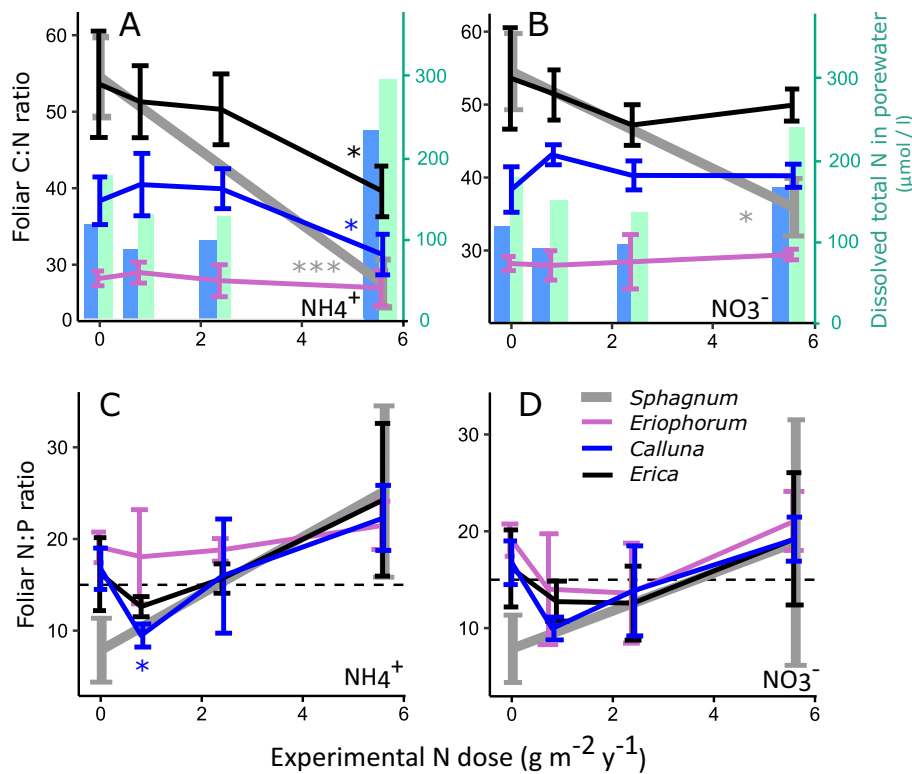 A
B
Foliar C:N ratio
60
50
40
30
0
300
200
100
0
60
50
40
30
300
200
100
0
Dissolved total N in porewater
(µmol / l)
*
*
***
*
NH4+
NO3-
0
2
4
6
0
2
4
6
C
D
Sphagnum
Eriophorum
Calluna
Erica
Foliar N:P ratio
30
20
10
30
20
10
*
NH4+
NO3-
0
2
4
6
0
2
4
6
Experimental N dose (g m-2 y-1)